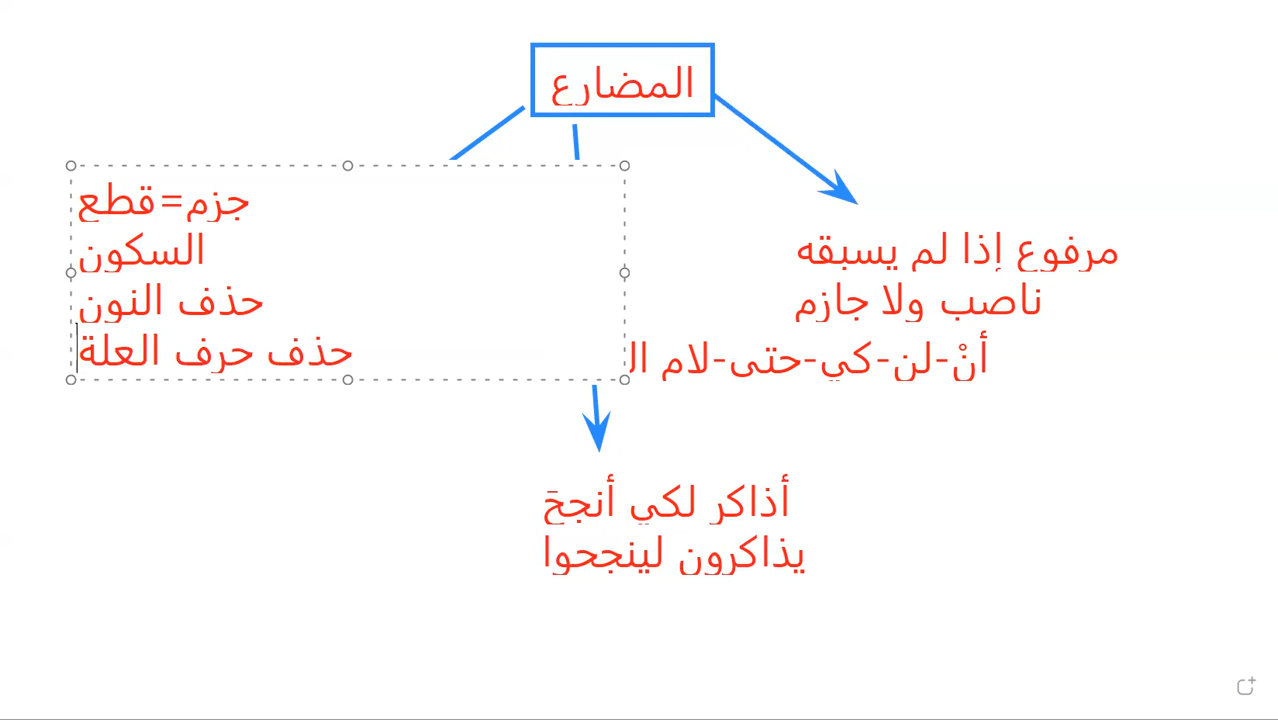 المضارع
مرفوع إذا لم يسبقه
ناصب ولا جازم
أنْ-لن-كي-حتى-لام
أذاكر لكي أنجحَ
يذاكرون لينجحوا
جزم=قطع
السكون
حذف النون
حذف حرف العلة